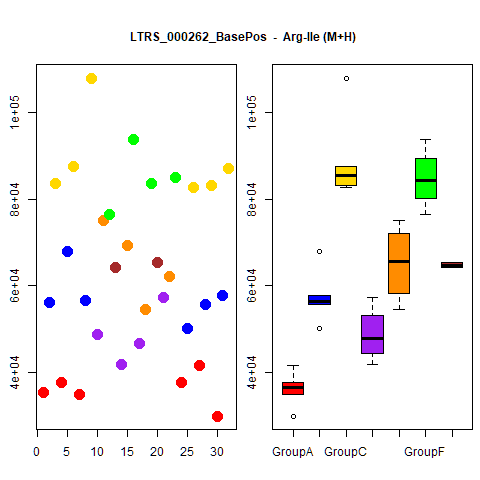 LTRS_000262_BasePos - Arg-Ile (M+H)
1e+05
8e+04
6e+04
4e+04
0 5 10 15 20 25 30
1e+05
8e+04
6e+04
4e+04
GroupA GroupC GroupF